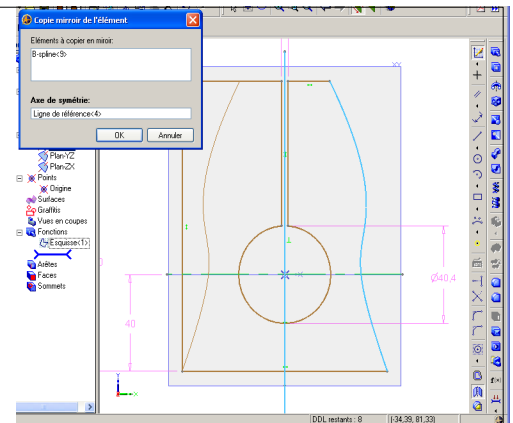 Copie mirroir de l'élément
Eléments à copier en miroir:
B-spline<9>
Axe de symétrie:
Ligne de référence<4>
OK
Annuler
Plan-YZ
Plan-ZX
Points
Origine
Surfaces
Graffitis
Vues en coupes
Fonctions
Esquisse<1>
Arêtes
Faces
Sommets
XY
X
Ø40,4
40
Y
X
f(x)
DDL restants : 8
(-34,39, 81,33)